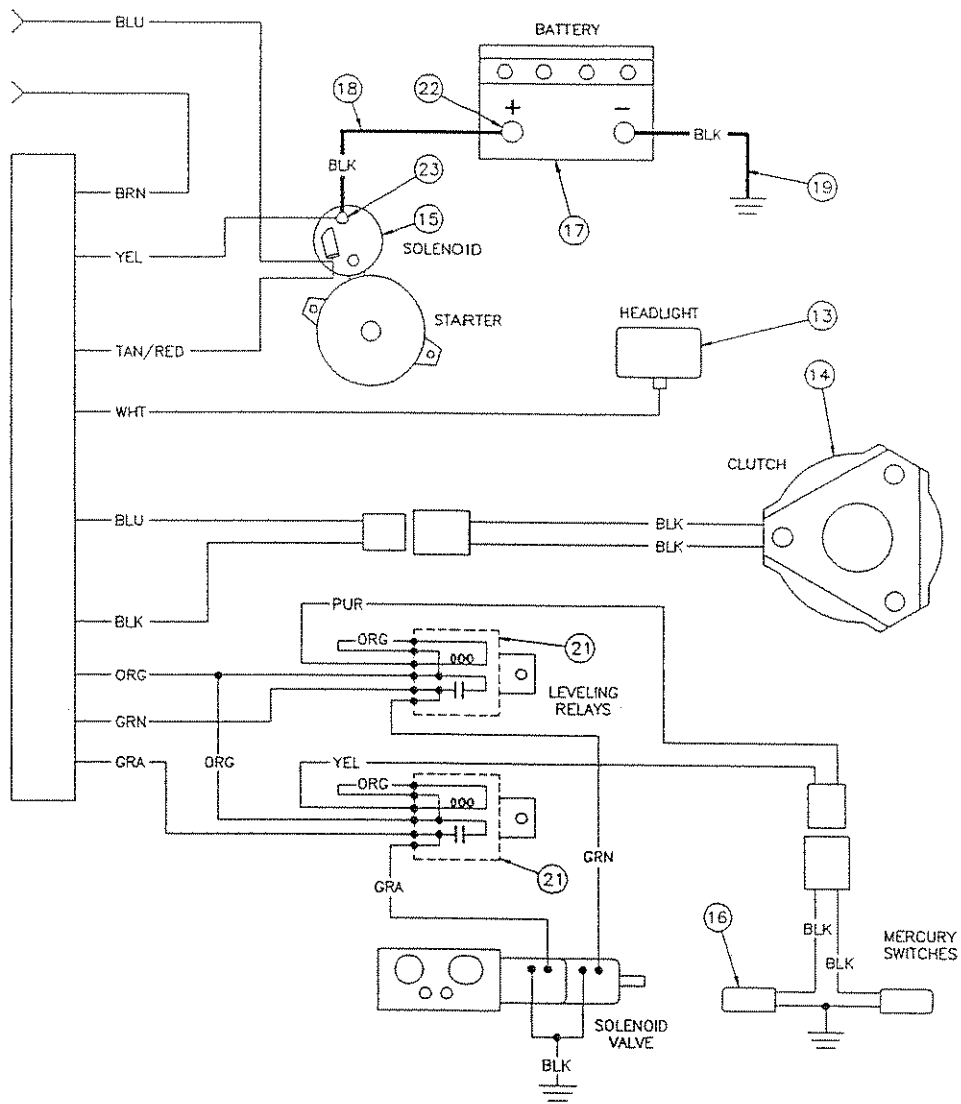 BLU
BATTERY
18
22
+
-
BLK
BLK
19
BRN
23
15
17
YEL
SOLENOID
HEADLIGHT
13
STARTER
TAN/RED
14
WHT
CLUTCH
BLU
BLK
BLK
PUR
BLK
ORG
21
ORG
LEVELING
RELAYS
GRN
GRA
ORG
YEL
ORG
GRN
21
GRA
16
BLK
MERCURY
SWITCHES
BLK
SOLENOID
VALVE
BLK